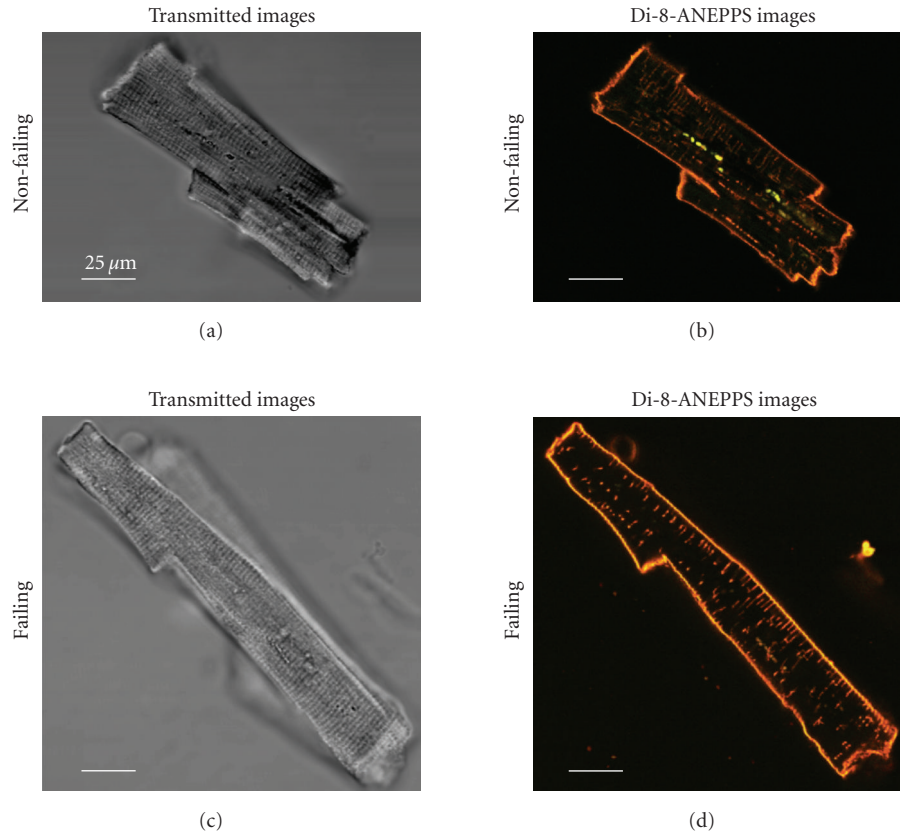 Transmitted images
Di-8-ANEPPS images
Non-failing
25 μm
Non-failing
(a)
(b)
Transmitted images
Di-8-ANEPPS images
Failing
Failing
(c)
(d)